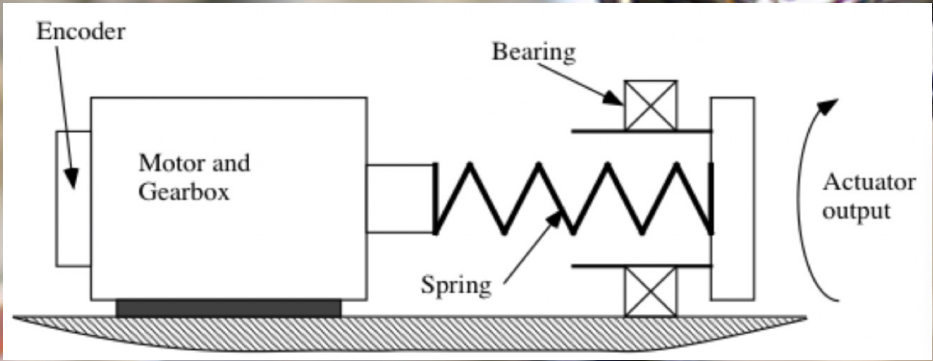 Encoder
Bearing
Motor and
Gearbox
Actuator
output
Spring